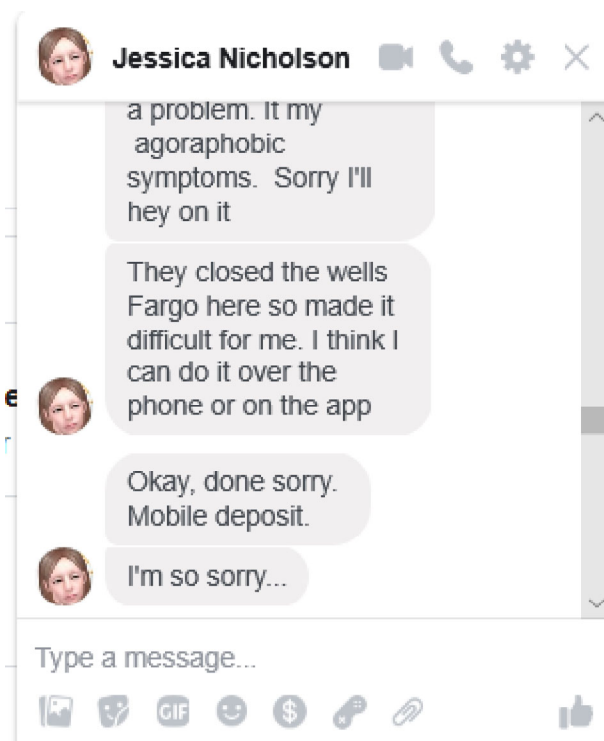 Jessica Nicholson
a problem. It my
agoraphobic
symptoms.  Sorry I'll
hey on it
They closed the wells
Fargo here so made it
difficult for me. I think I
can do it over the
phone or on the app
Okay, done sorry.
Mobile deposit.
I'm so sorry...
Type a message...
GIF